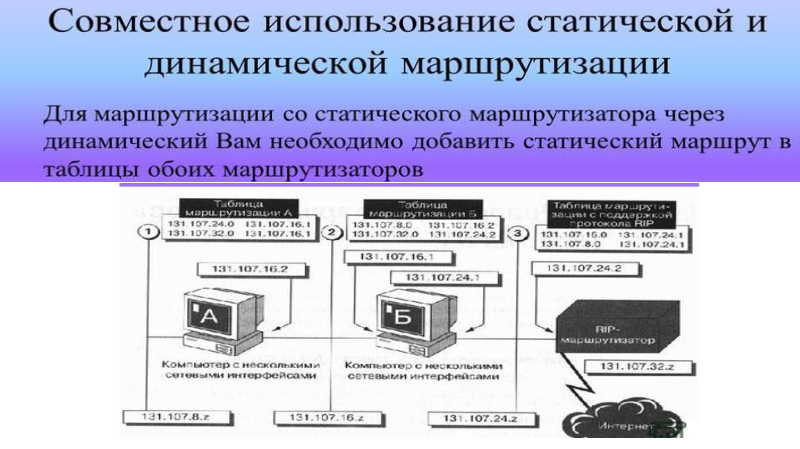 Совместное использование статической и
динамической маршрутизации
Для маршрутизации со статического маршрутизатора через
динамический Вам необходимо добавить статический маршрут в
таблицы обоих маршрутизаторов
Таблица
маршрутизации А
Таблица
маршрутизации Б
Таблица маршрути-
зации с поддержкой
протокола RIP
1
131.107.24.0 131.107.16.1
131.107.32.0 131.107.16.1
2
131.107.8.0 131.107.16.2
131.107.32.0 131.107.24.2
3
131.107.16.0 131.107.24.1
131.107.8.0 131.107.24.1
131.107.16.2
131.107.16.1
131.107.24.1
131.107.24.2
А
Б
RIP-
маршрутизатор
Компьютер с несколькими
сетевыми интерфейсами
Компьютер с несколькими
сетевыми интерфейсами
131.107.32.z
131.107.8.z
131.107.16.z
131.107.24.z
Интернет